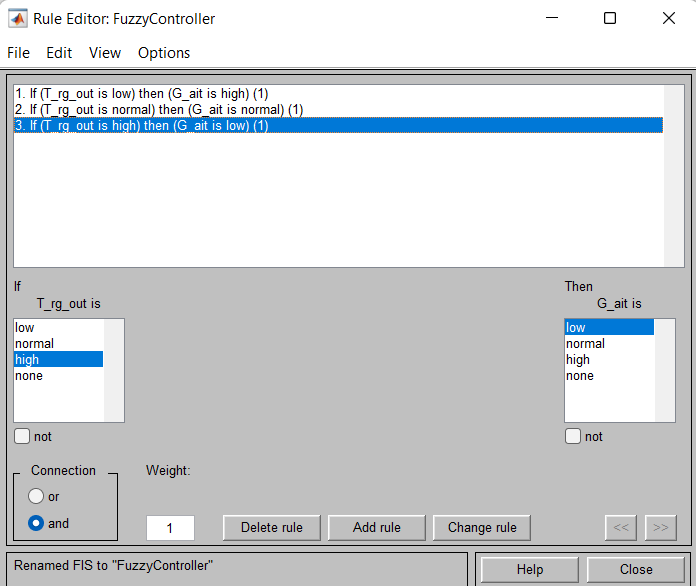 Rule Editor: FuzzyController
File Edit View Options
1. If (T_rg_out is low) then (G_ait is high) (1)
2. If (T_rg_out is normal) then (G_ait is normal) (1)
3. If (T_rg_out is high) then (G_ait is low) (1)
If
T_rg_out is
low
normal
high
none
not
Then
G_ait is
low
normal
high
none
not
Connection
or
and
Weight:
1
Delete rule
Add rule
Change rule
<<
>>
Renamed FIS to "FuzzyController"
Help
Close